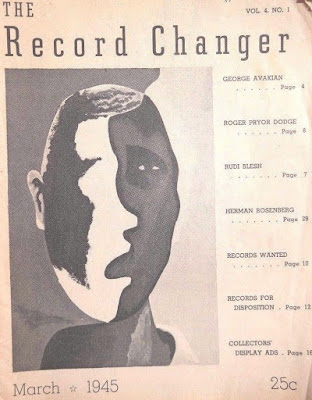 THE
VOL. 4, NO. 1
Record Changer
GEORGE AVAKIAN
. . . . . . Page 4
ROGER PRYOR DODGE
. . . . . . Page 6
RUDI BLESH
. . . . . . . Page 7
HERMAN ROSENBERG
. . . . . . Page 29
RECORDS WANTED
. . . . . . . Page 10
RECORDS FOR
DISPOSITION . Page 12
COLLECTORS'
DISPLAY ADS . Page 16
March ☆ 1945
25c